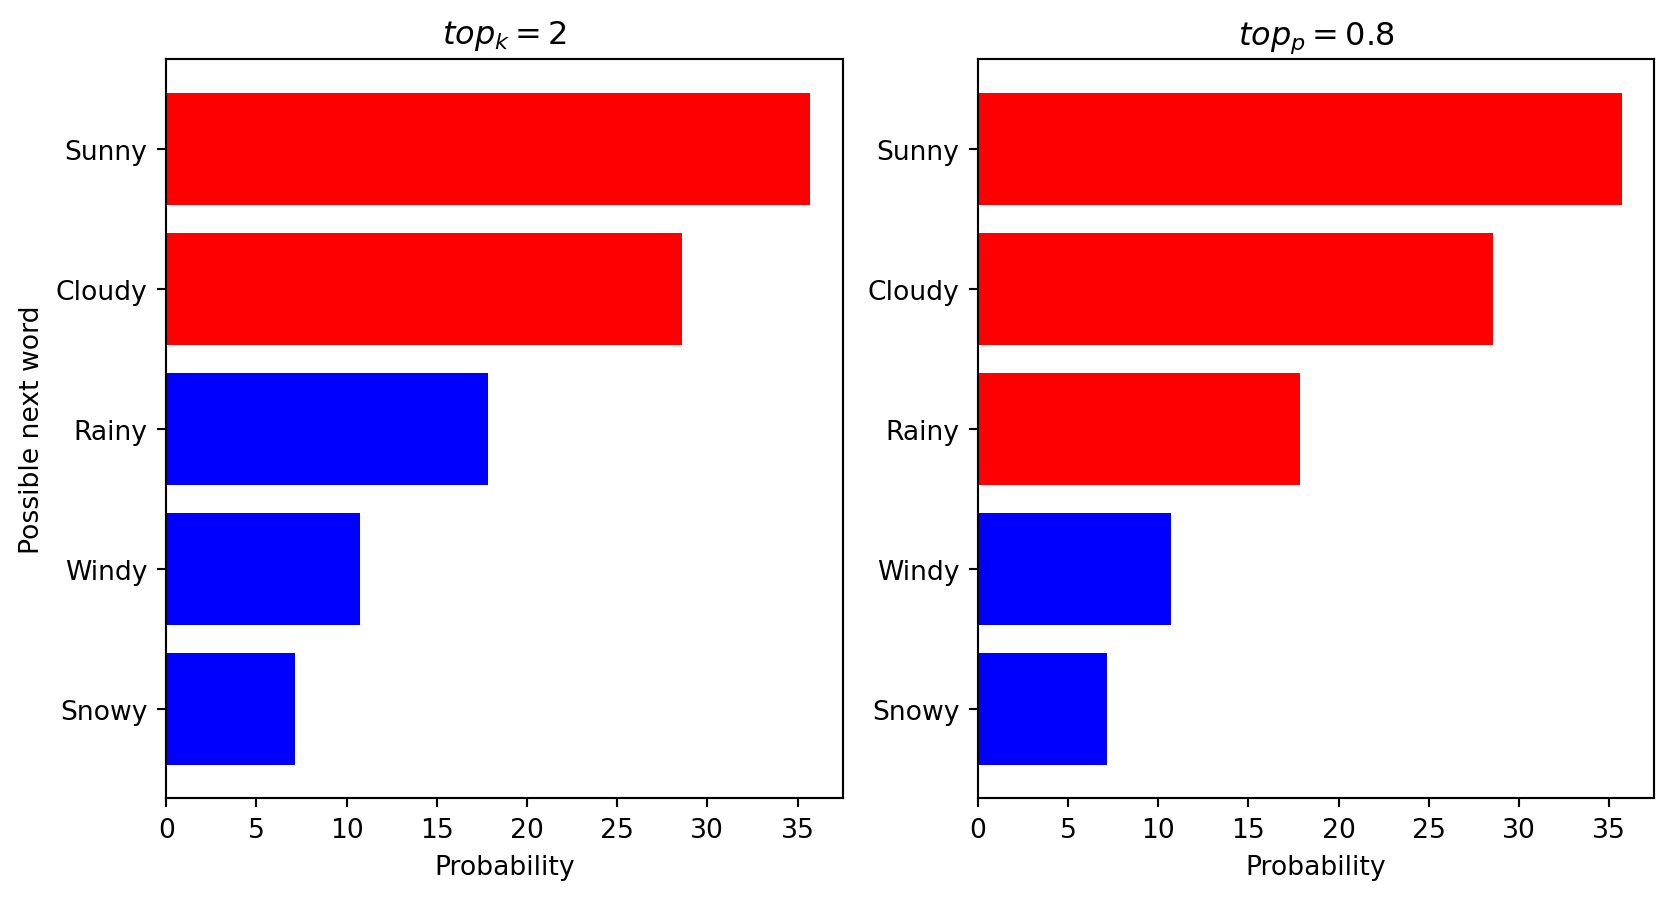 top_k = 2
Possible next word
Sunny
Cloudy
Rainy
Windy
Snowy
0 5 10 15 20 25 30 35
Probability
top_p = 0.8
Sunny
Cloudy
Rainy
Windy
Snowy
0 5 10 15 20 25 30 35
Probability